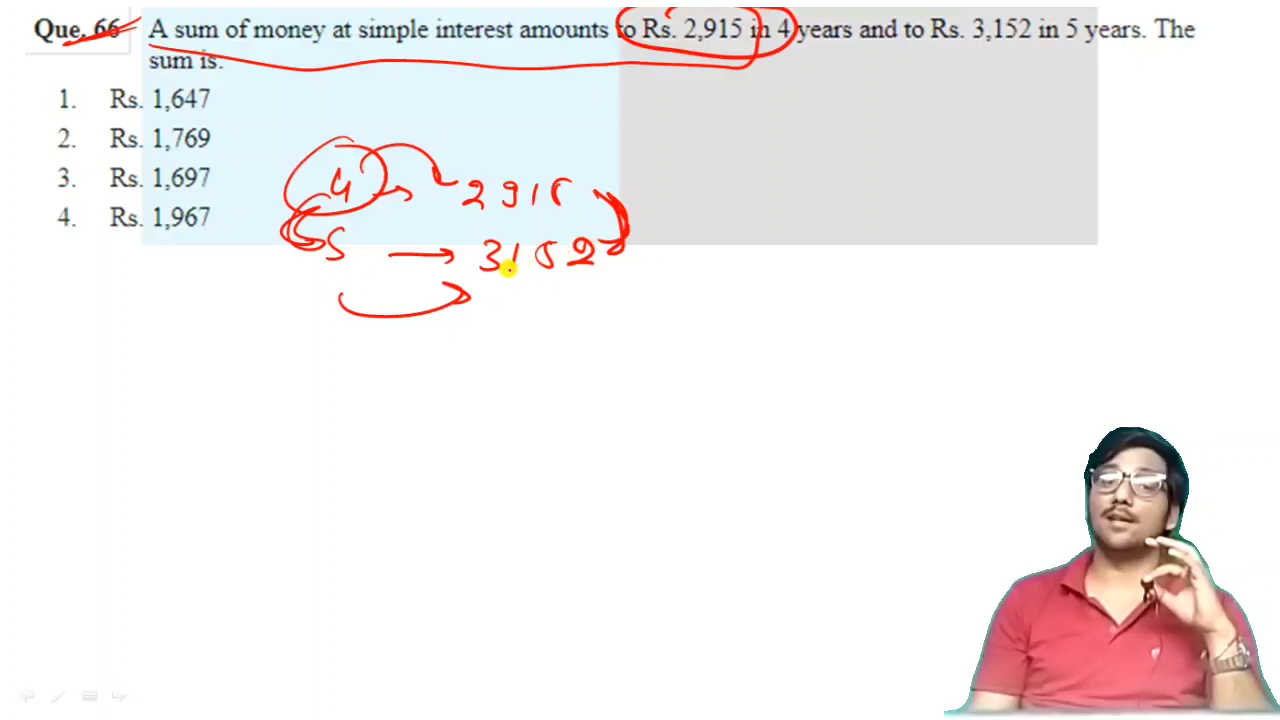 Que. 66 A sum of money at simple interest amounts to Rs. 2,915 in 4 years and to Rs. 3,152 in 5 years. The
sum is:
1. Rs. 1,647
2. Rs. 1,769
3. Rs. 1,697
4. Rs. 1,967
4 → 2915
5 → 3152